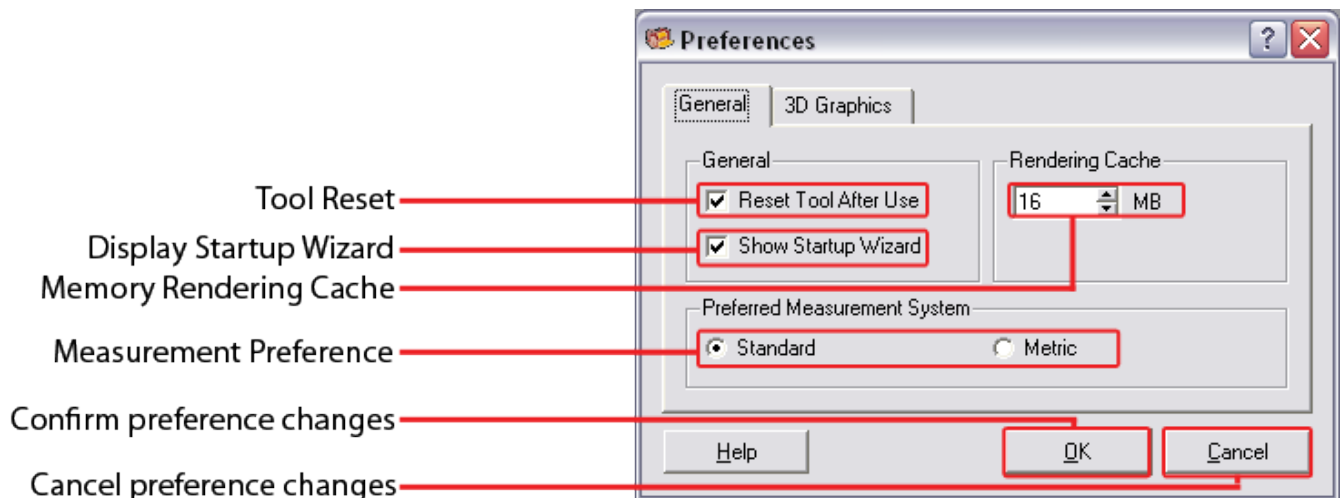 Preferences
General
3D Graphics
General
Rendering Cache
Tool Reset
Reset Tool After Use
16 MB
Display Startup Wizard
Show Startup Wizard
Memory Rendering Cache
Preferred Measurement System
Measurement Preference
Standard
Metric
Confirm preference changes
Help
OK
Cancel
Cancel preference changes